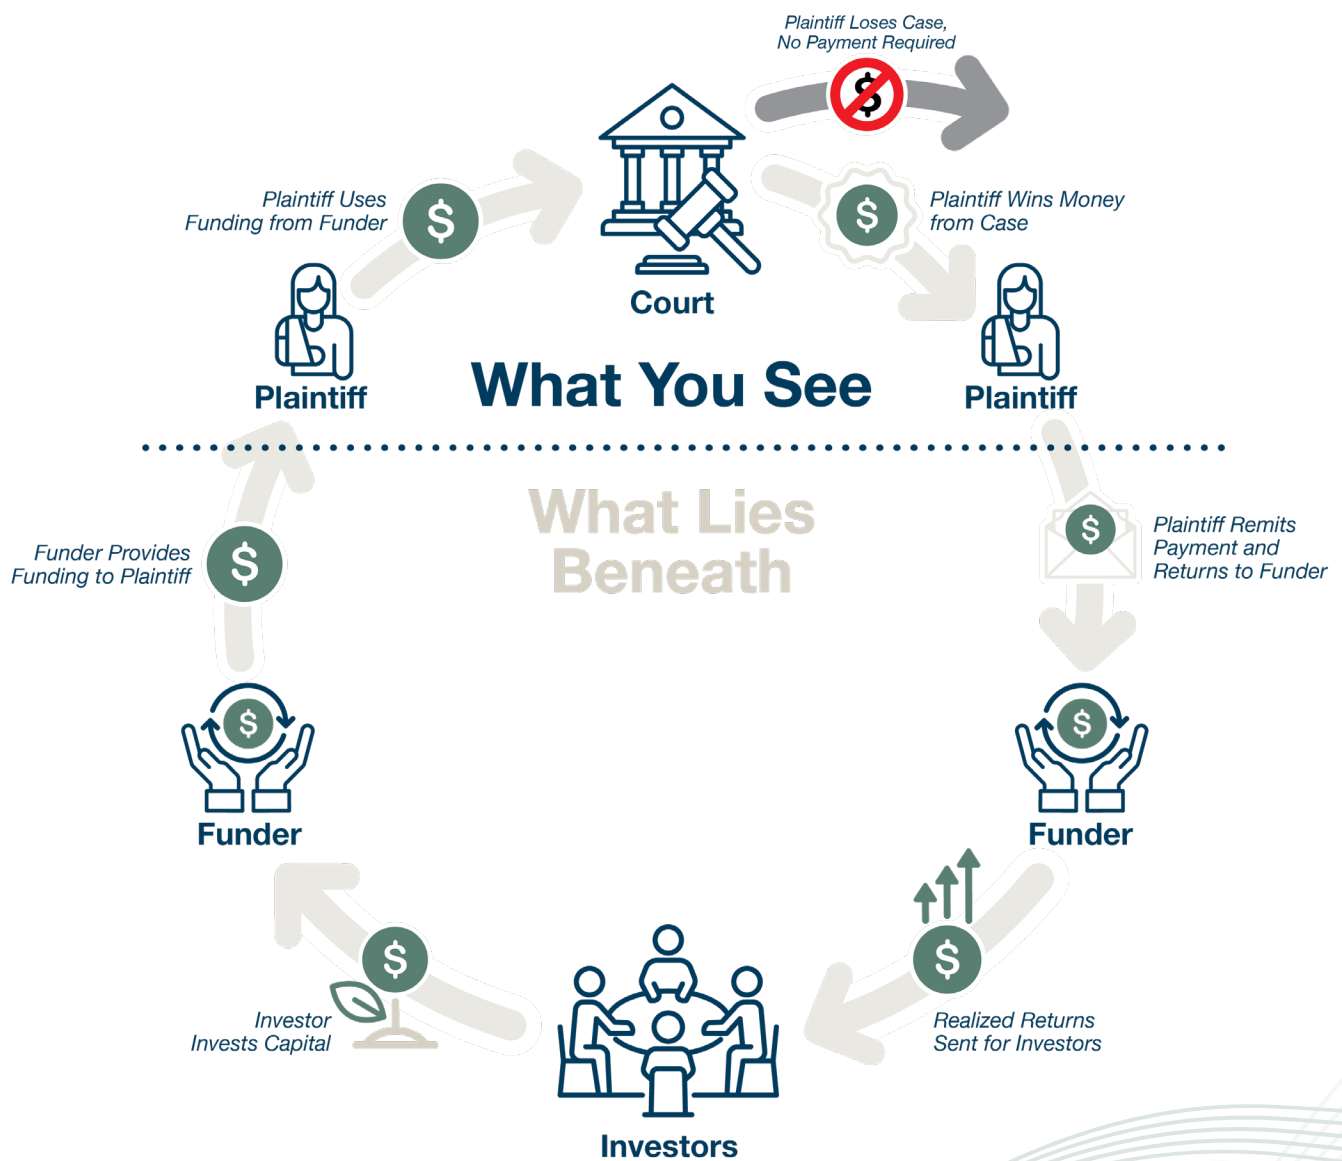 Plaintiff Loses Case,
No Payment Required
Plaintiff Uses
Funding from Funder
Plaintiff Wins Money
from Case
Court
Plaintiff
Plaintiff
What You See
What Lies
Beneath
Funder Provides
Funding to Plaintiff
Plaintiff Remits
Payment and
Returns to Funder
Funder
Funder
Investor
Invests Capital
Realized Returns
Sent for Investors
Investors